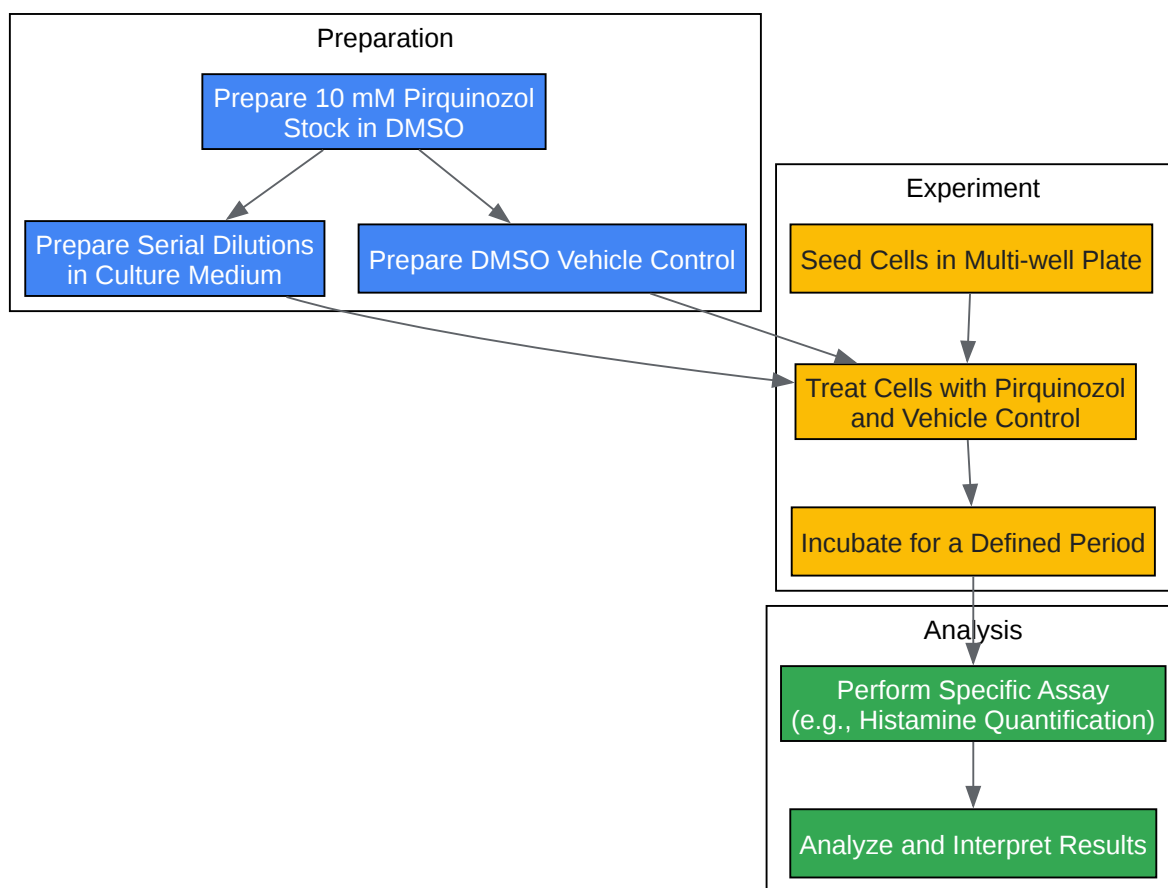 Preparation
Prepare 10 mM Pirquinozol
Stock in DMSO
Prepare Serial Dilutions
in Culture Medium
Prepare DMSO Vehicle Control
Experiment
Seed Cells in Multi-well Plate
Treat Cells with Pirquinozol
and Vehicle Control
Incubate for a Defined Period
Analysis
Perform Specific Assay
(e.g., Histamine Quantification)
Analyze and Interpret Results